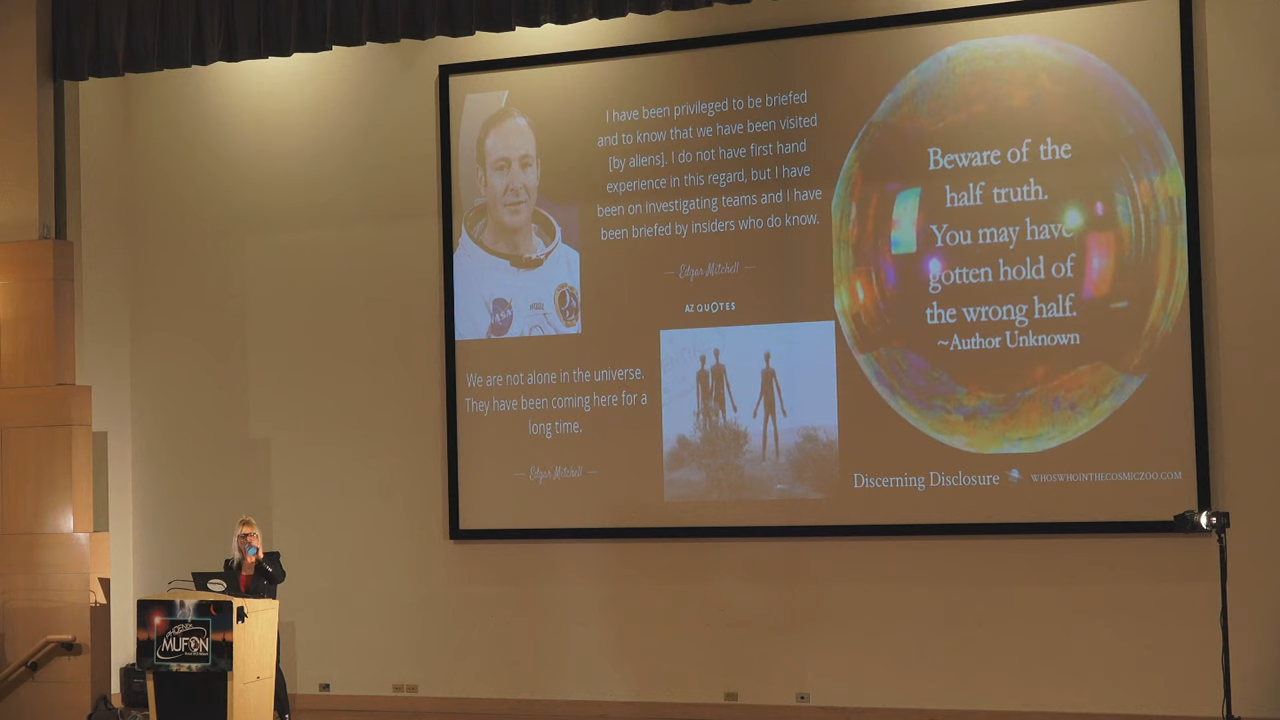 I have been privileged to be briefed
and to know that we have been visited
[by aliens]. I do not have first hand
experience in this regard, but I have
been on investigating teams and I have
been briefed by insiders who do know.
— Edgar Mitchell —
AZ QUOTES
We are not alone in the universe.
They have been coming here for a
long time.
— Edgar Mitchell —
Beware of the
half truth.
You may have
gotten hold of
the wrong half.
~Author Unknown
Discerning Disclosure WHOSWHOINTHECOSMICZOO.COM
NASA
PHOENIX
MUFON